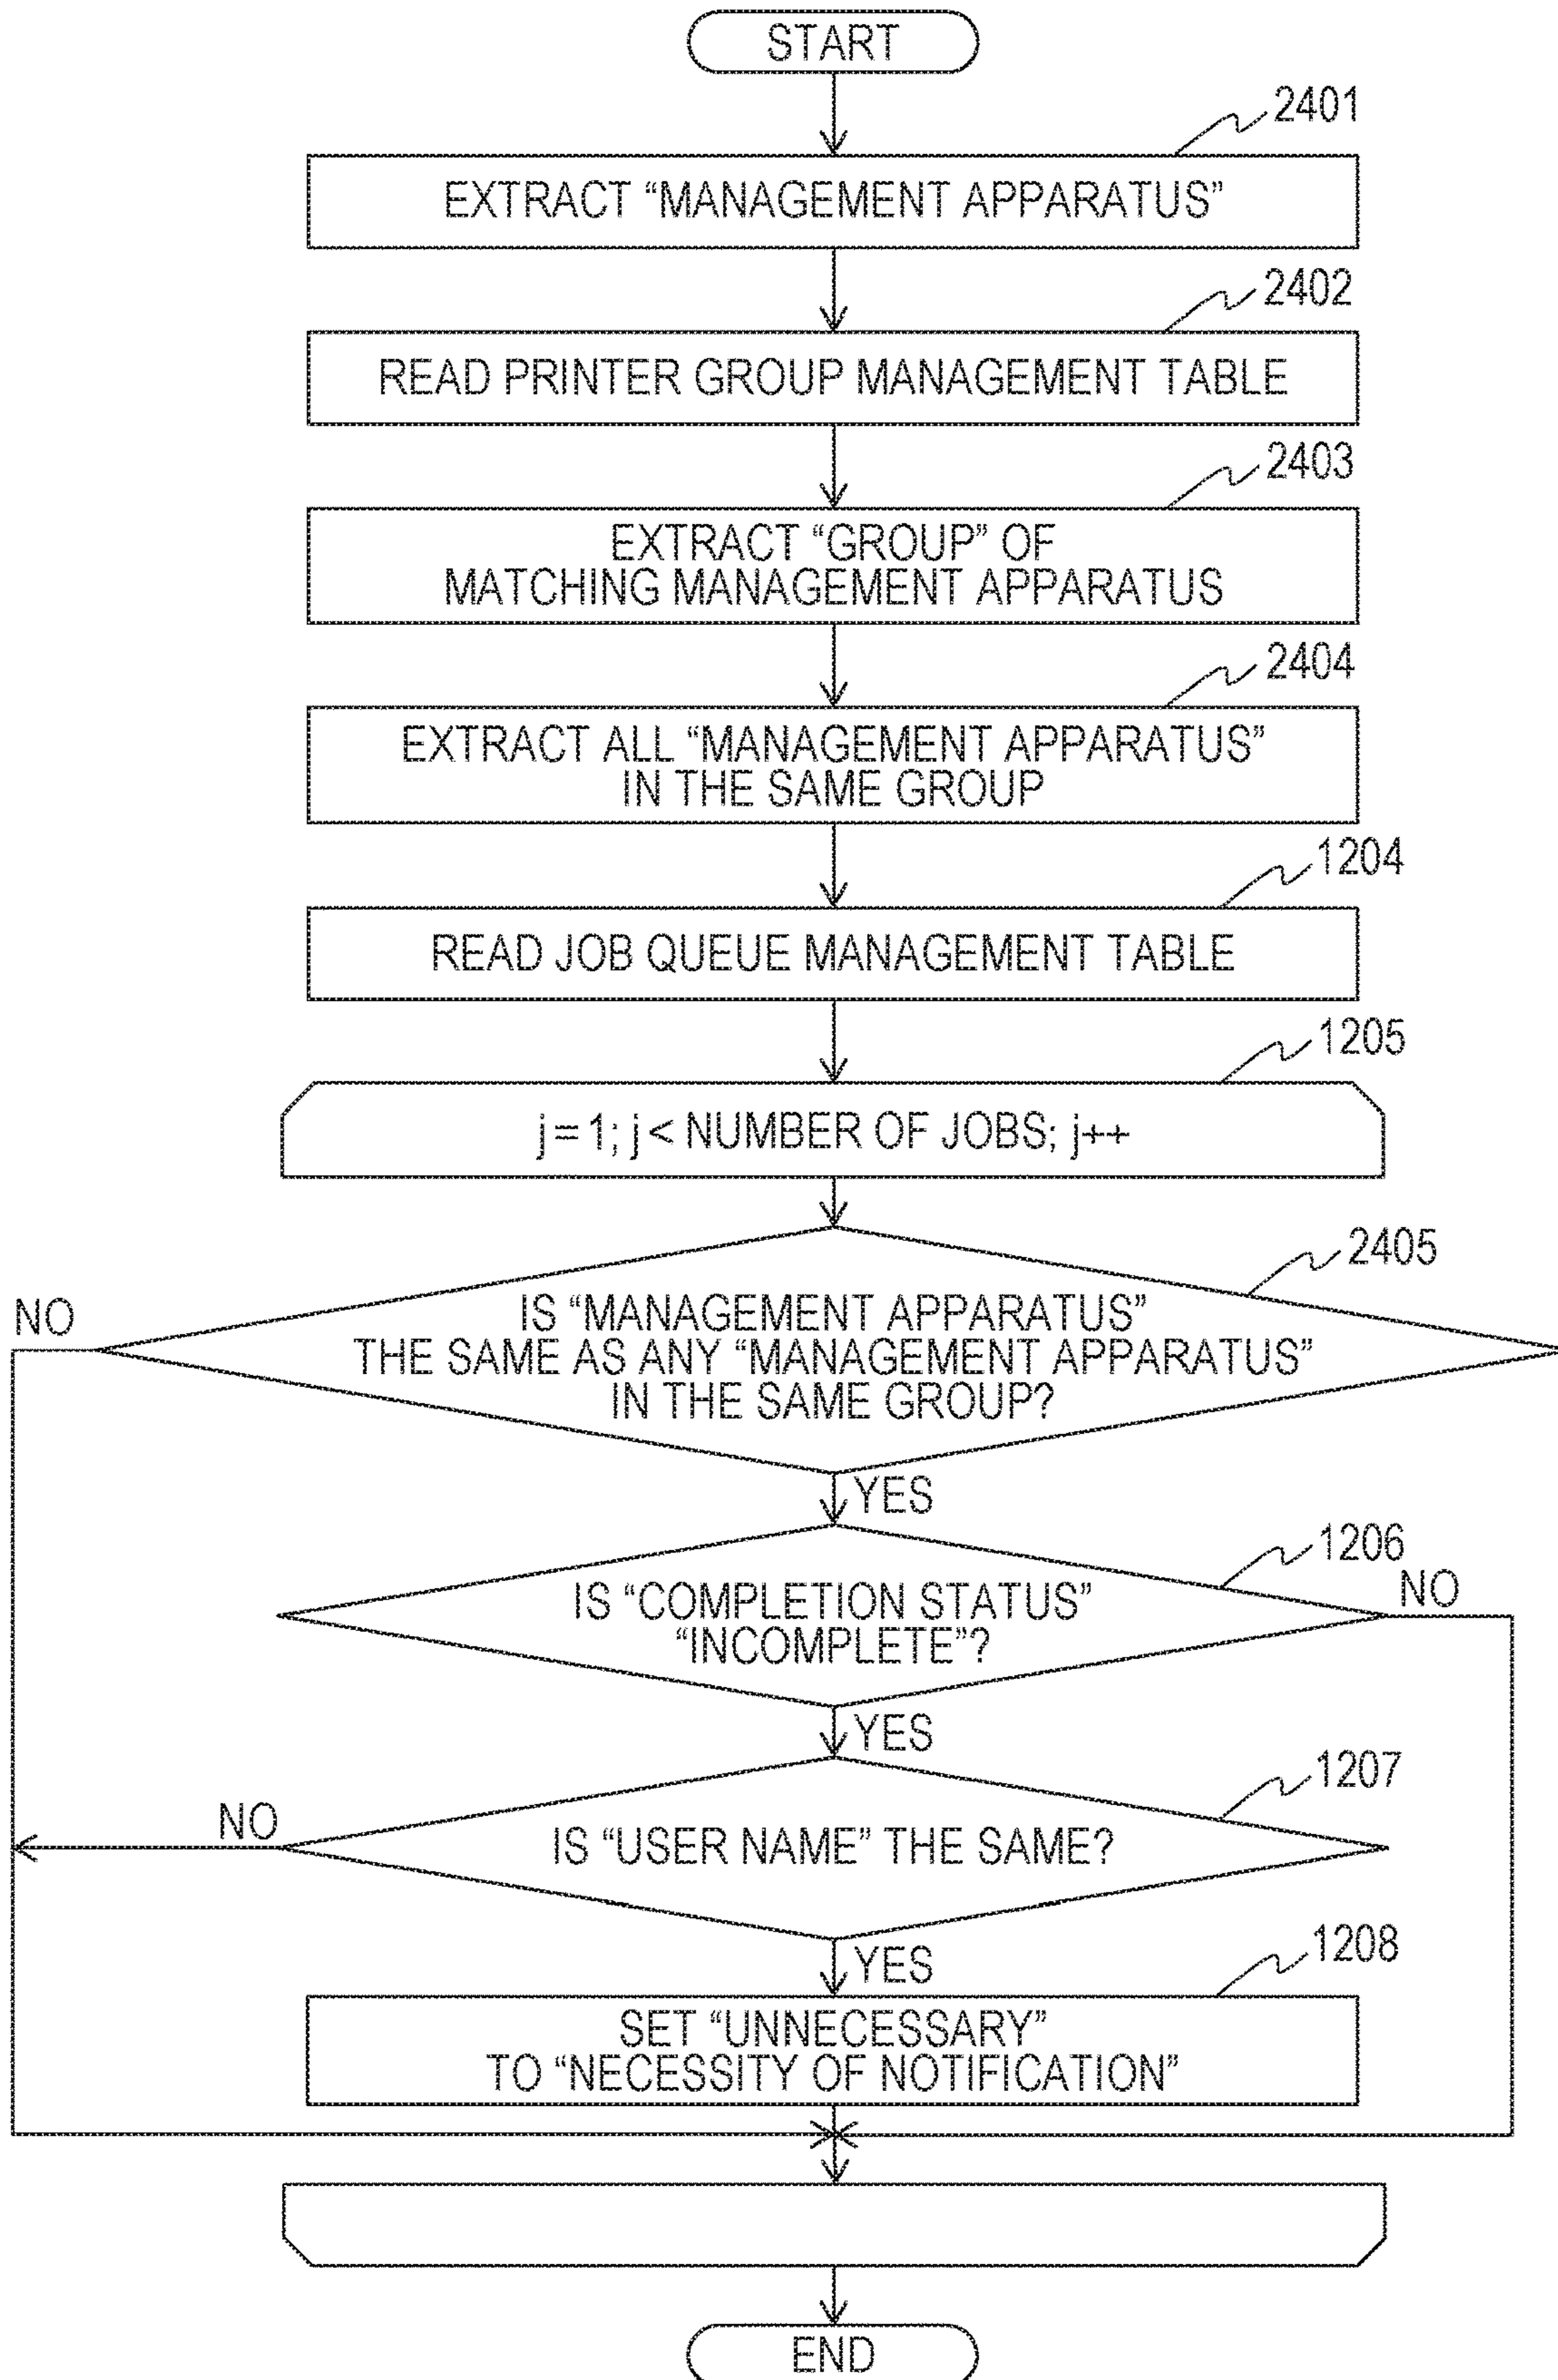 START
2401
EXTRACT “MANAGEMENT APPARATUS”
2402
READ PRINTER GROUP MANAGEMENT TABLE
2403
EXTRACT “GROUP” OF
MATCHING MANAGEMENT APPARATUS
2404
EXTRACT ALL “MANAGEMENT APPARATUS”
IN THE SAME GROUP
1204
READ JOB QUEUE MANAGEMENT TABLE
1205
j = 1; j < NUMBER OF JOBS; j++
2405
NO
IS “MANAGEMENT APPARATUS”
THE SAME AS ANY “MANAGEMENT APPARATUS”
IN THE SAME GROUP?
YES
1206
NO
IS “COMPLETION STATUS”
“INCOMPLETE”?
YES
1207
NO
IS “USER NAME” THE SAME?
YES
1208
SET “UNNECESSARY”
TO “NECESSITY OF NOTIFICATION”
END